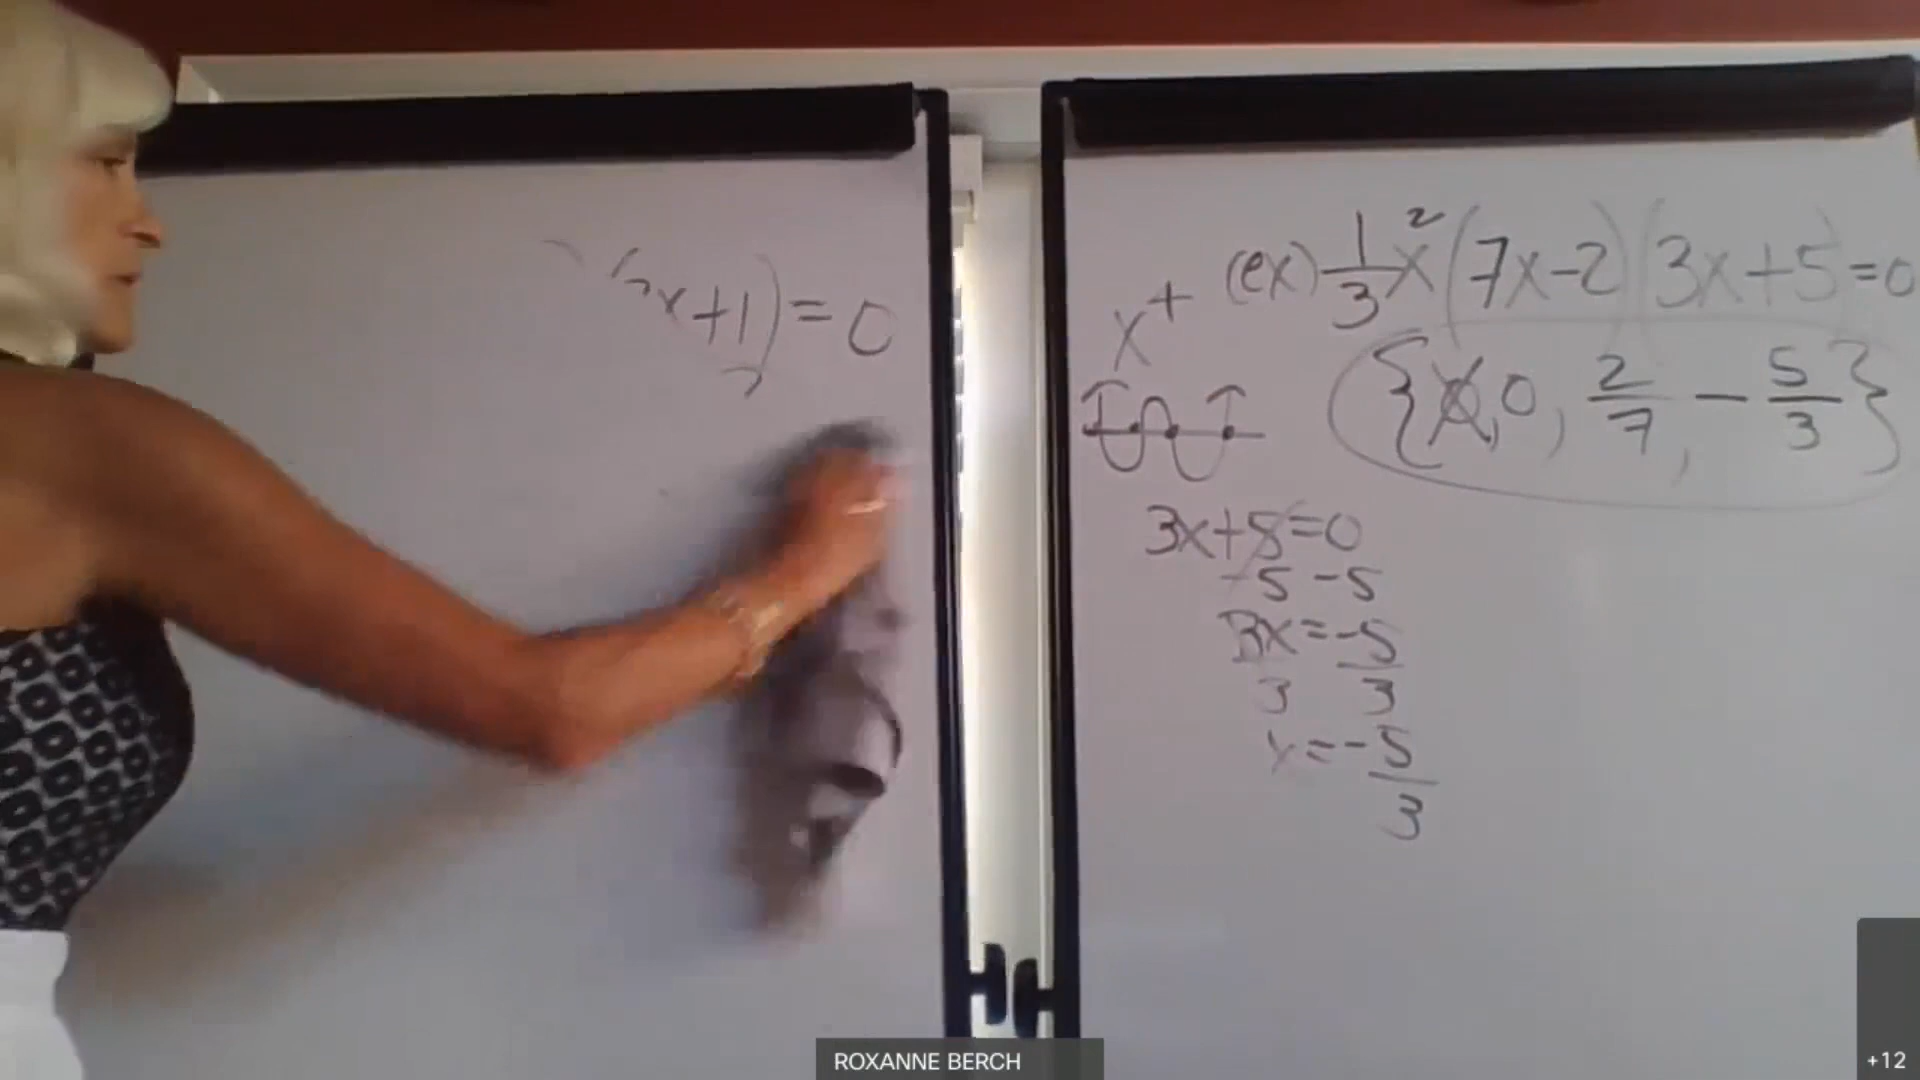 x+1) = 0
(ex) 1/3 x² (7x-2)(3x+5)=0
x⁴
{0, 0, 2/7, -5/3}
3x+5=0
-5 -5
3x=-5
3 3
x=-5/3
ROXANNE BERCH
+12